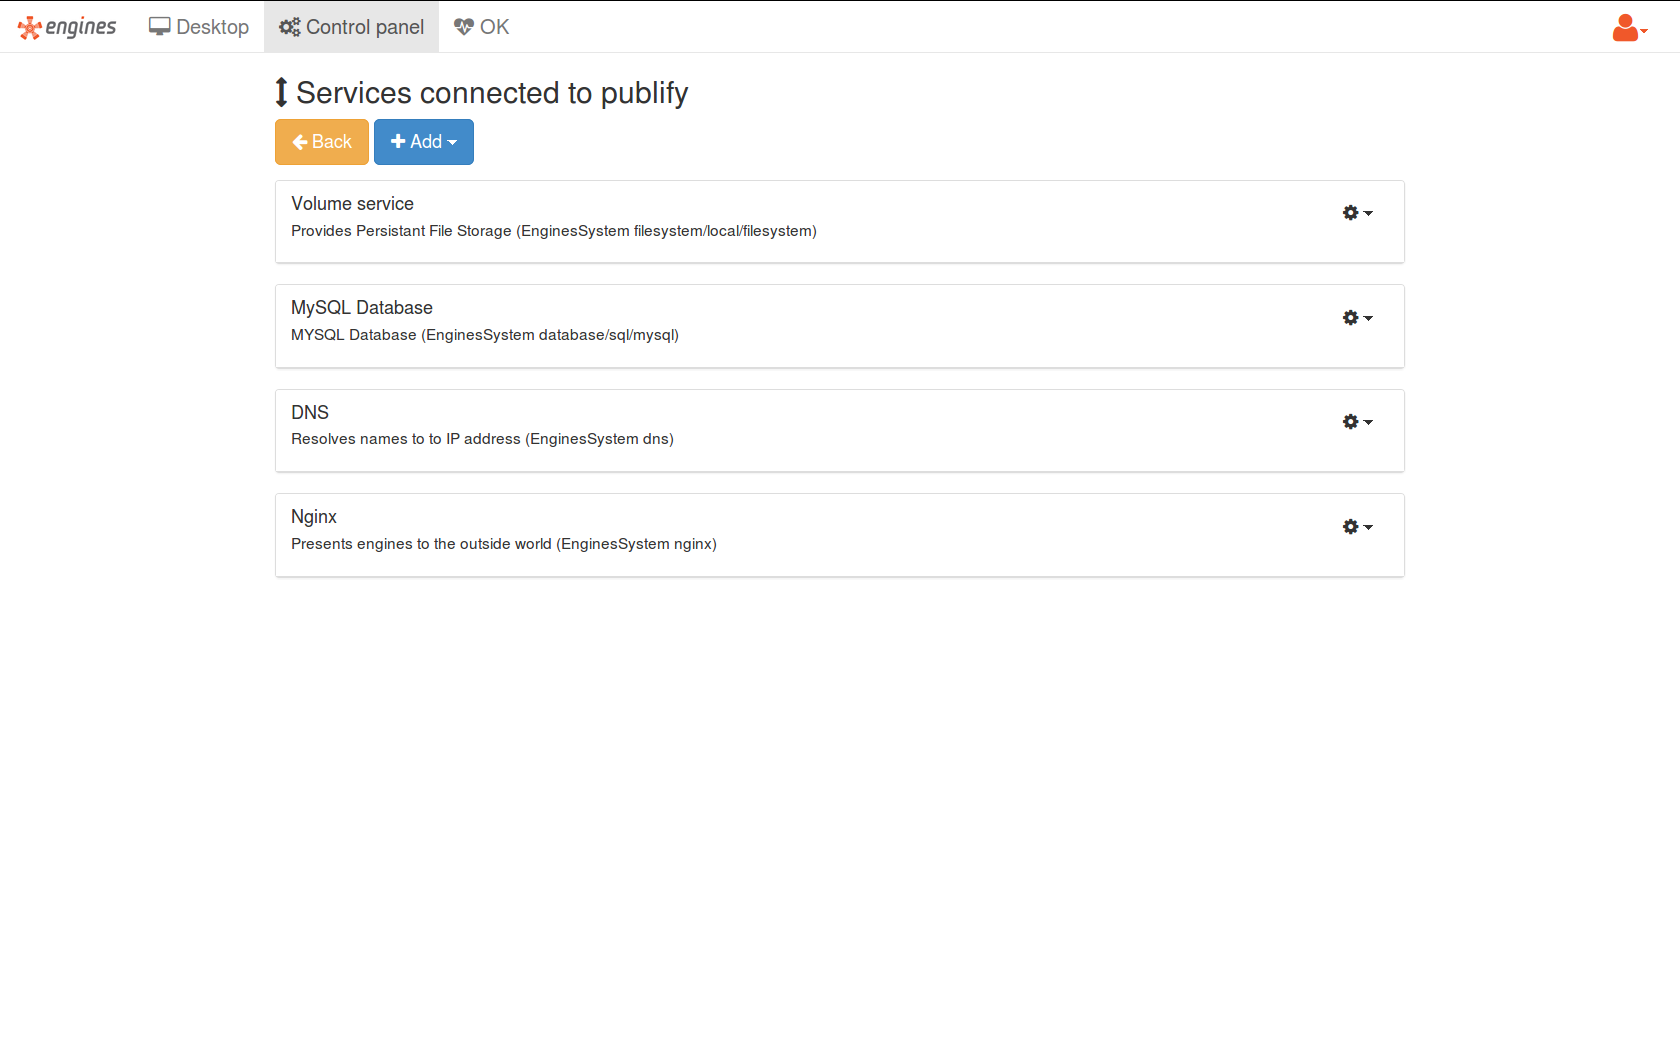 engines Desktop Control panel OK
Services connected to publify
Back Add
Volume service
Provides Persistant File Storage (EnginesSystem filesystem/local/filesystem)
MySQL Database
MYSQL Database (EnginesSystem database/sql/mysql)
DNS
Resolves names to to IP address (EnginesSystem dns)
Nginx
Presents engines to the outside world (EnginesSystem nginx)